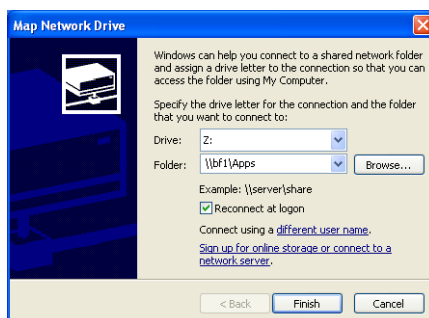 Map Network Drive
Windows can help you connect to a shared network folder
and assign a drive letter to the connection so that you can
access the folder using My Computer.
Specify the drive letter for the connection and the folder
that you want to connect to:
Drive: Z:
Folder: \\bf1\Apps Browse...
Example: \\server\share
Reconnect at logon
Connect using a different user name.
Sign up for online storage or connect to a
network server.
< Back Finish Cancel